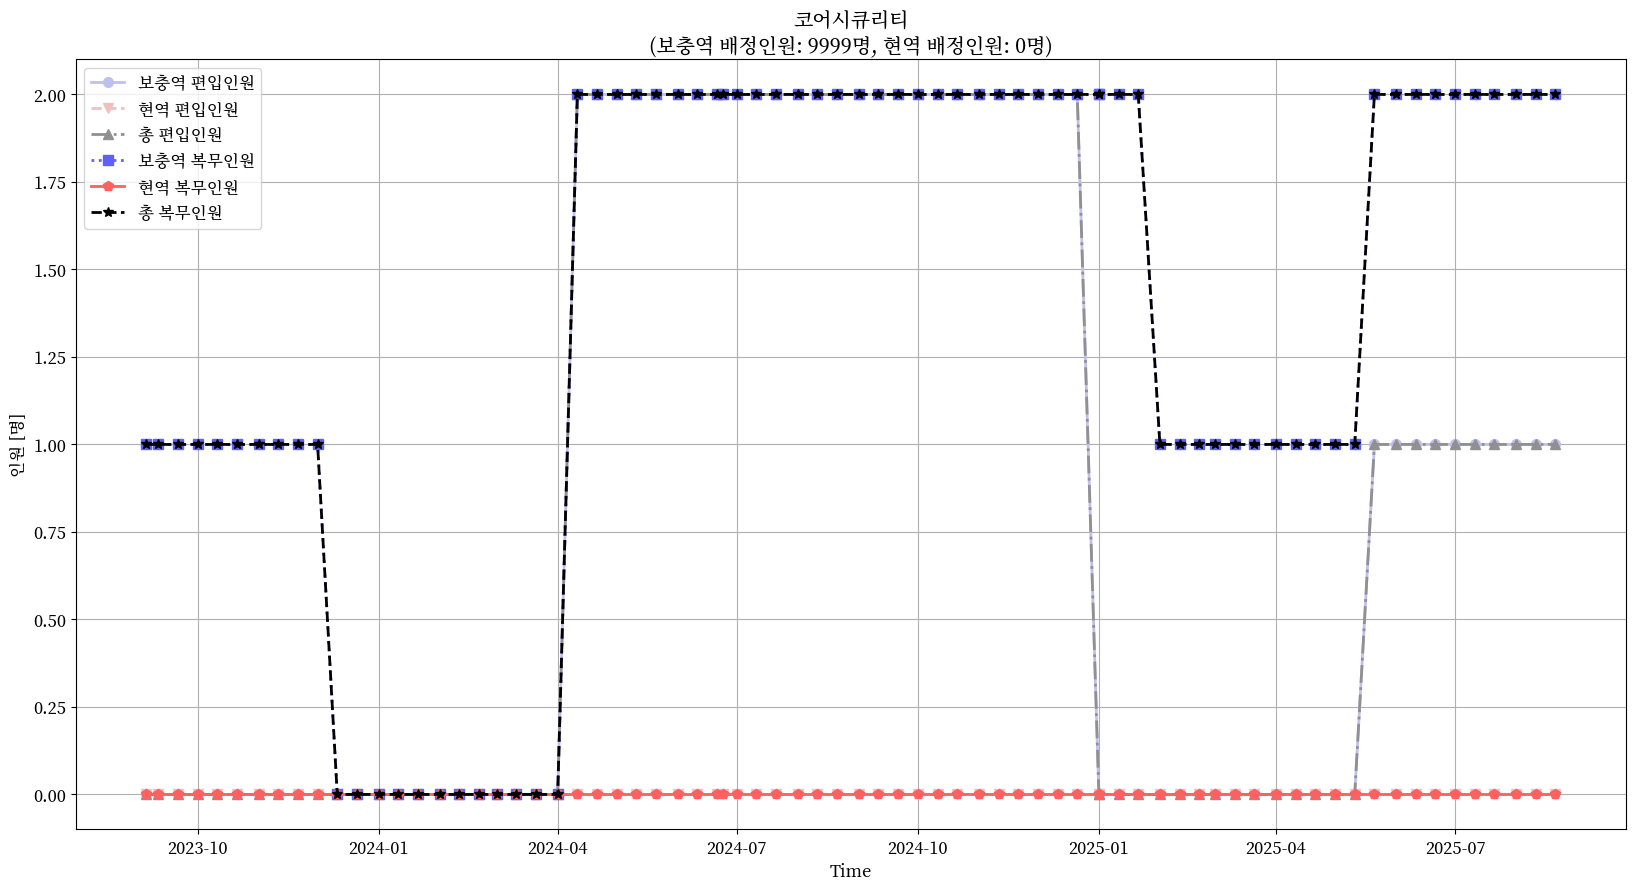 코어시큐리티
(보충역 배정인원: 9999명, 현역 배정인원: 0명)
보충역 편입인원
현역 편입인원
총 편입인원
보충역 복무인원
현역 복무인원
총 복무인원
인원 [명]
2.00
1.75
1.50
1.25
1.00
0.75
0.50
0.25
0.00
2023-10
2024-01
2024-04
2024-07
2024-10
2025-01
2025-04
2025-07
Time